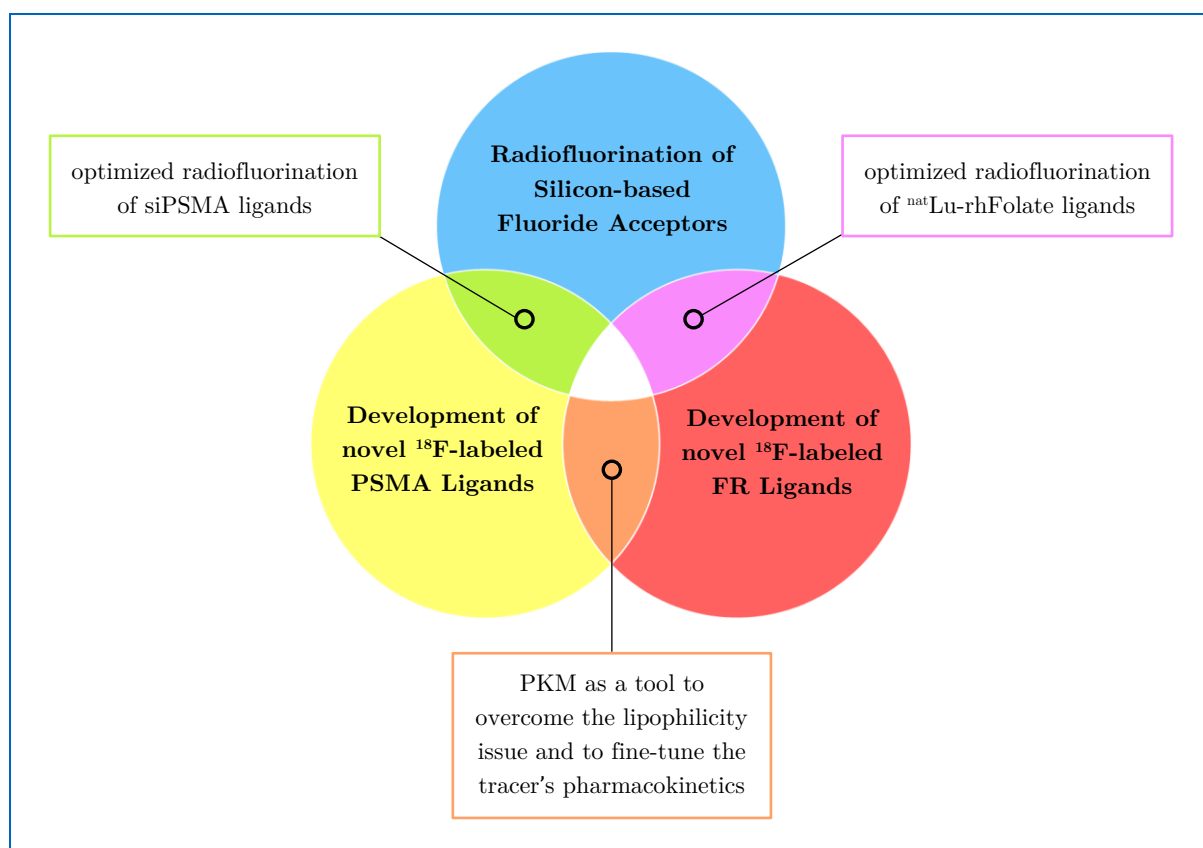 Radiofluorination of
Silicon-based
Fluoride Acceptors
optimized radiofluorination
of siPSMA ligands
optimized radiofluorination
of ⁿᵃᵗLu-rhFolate ligands
Development of
novel ¹⁸F-labeled
PSMA Ligands
Development of
novel ¹⁸F-labeled
FR Ligands
PKM as a tool to
overcome the lipophilicity
issue and to fine-tune the
tracer's pharmacokinetics